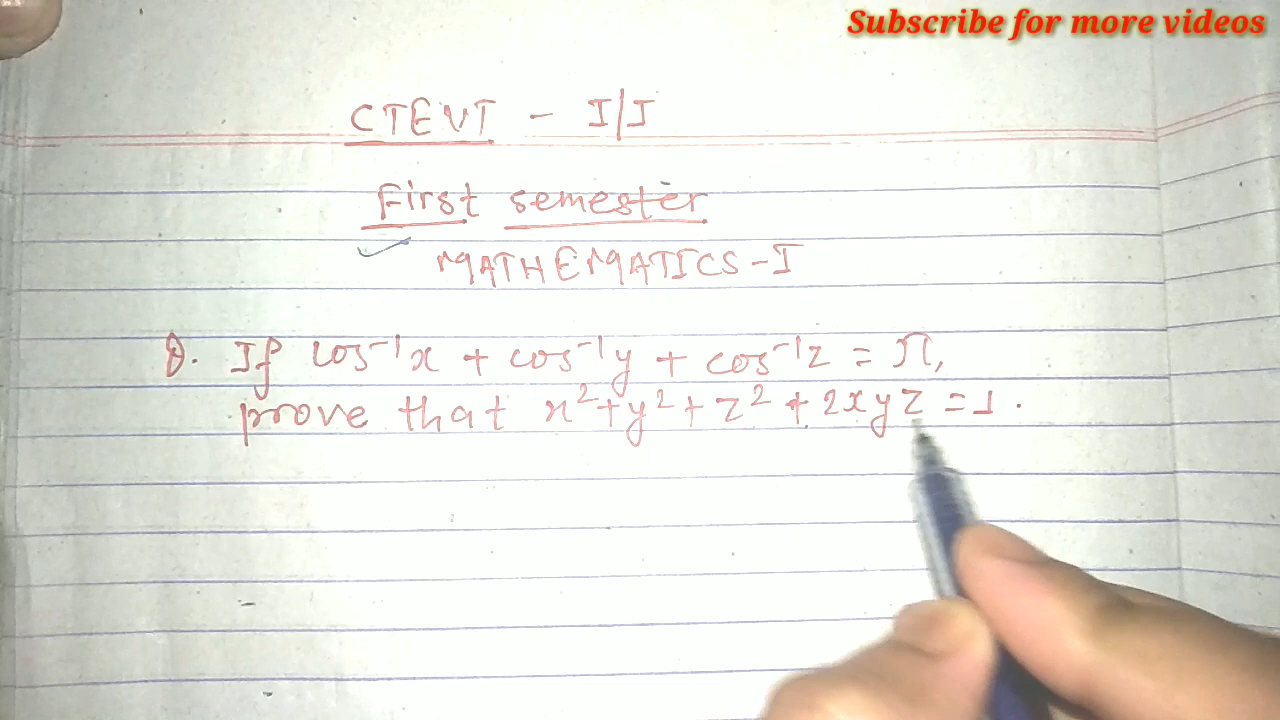 Subscribe for more videos
CTEVT - I/I
First semester
MATHEMATICS-I
Q. If cos⁻¹x + cos⁻¹y + cos⁻¹z = π,
prove that x²+y²+z²+2xyz=1.